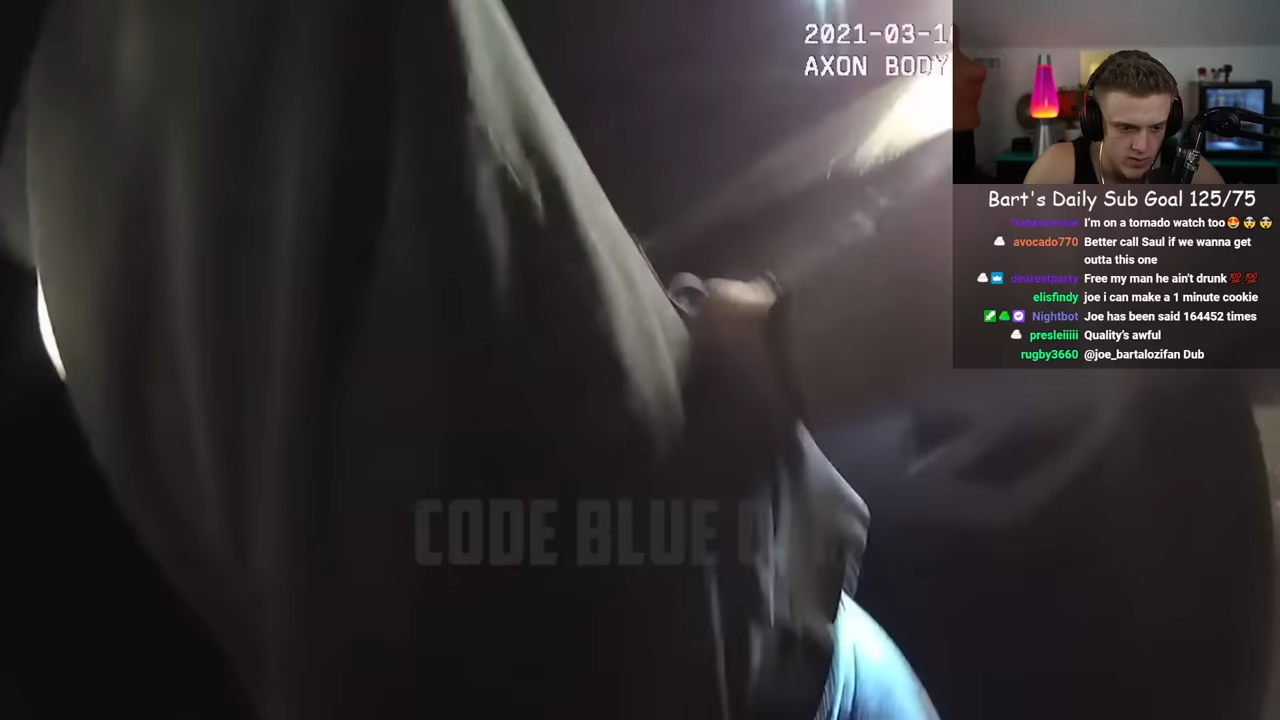 2021-03-1
AXON BODY
Bart's Daily Sub Goal 125/75
I'm on a tornado watch too
avocado770 Better call Saul if we wanna get
outta this one
dearestparty Free my man he ain't drunk 💯 💯
elisfindy joe i can make a 1 minute cookie
Nightbot Joe has been said 164452 times
presleiiiii Quality's awful
rugby3660 @joe_bartalozifan Dub
CODE BLUE